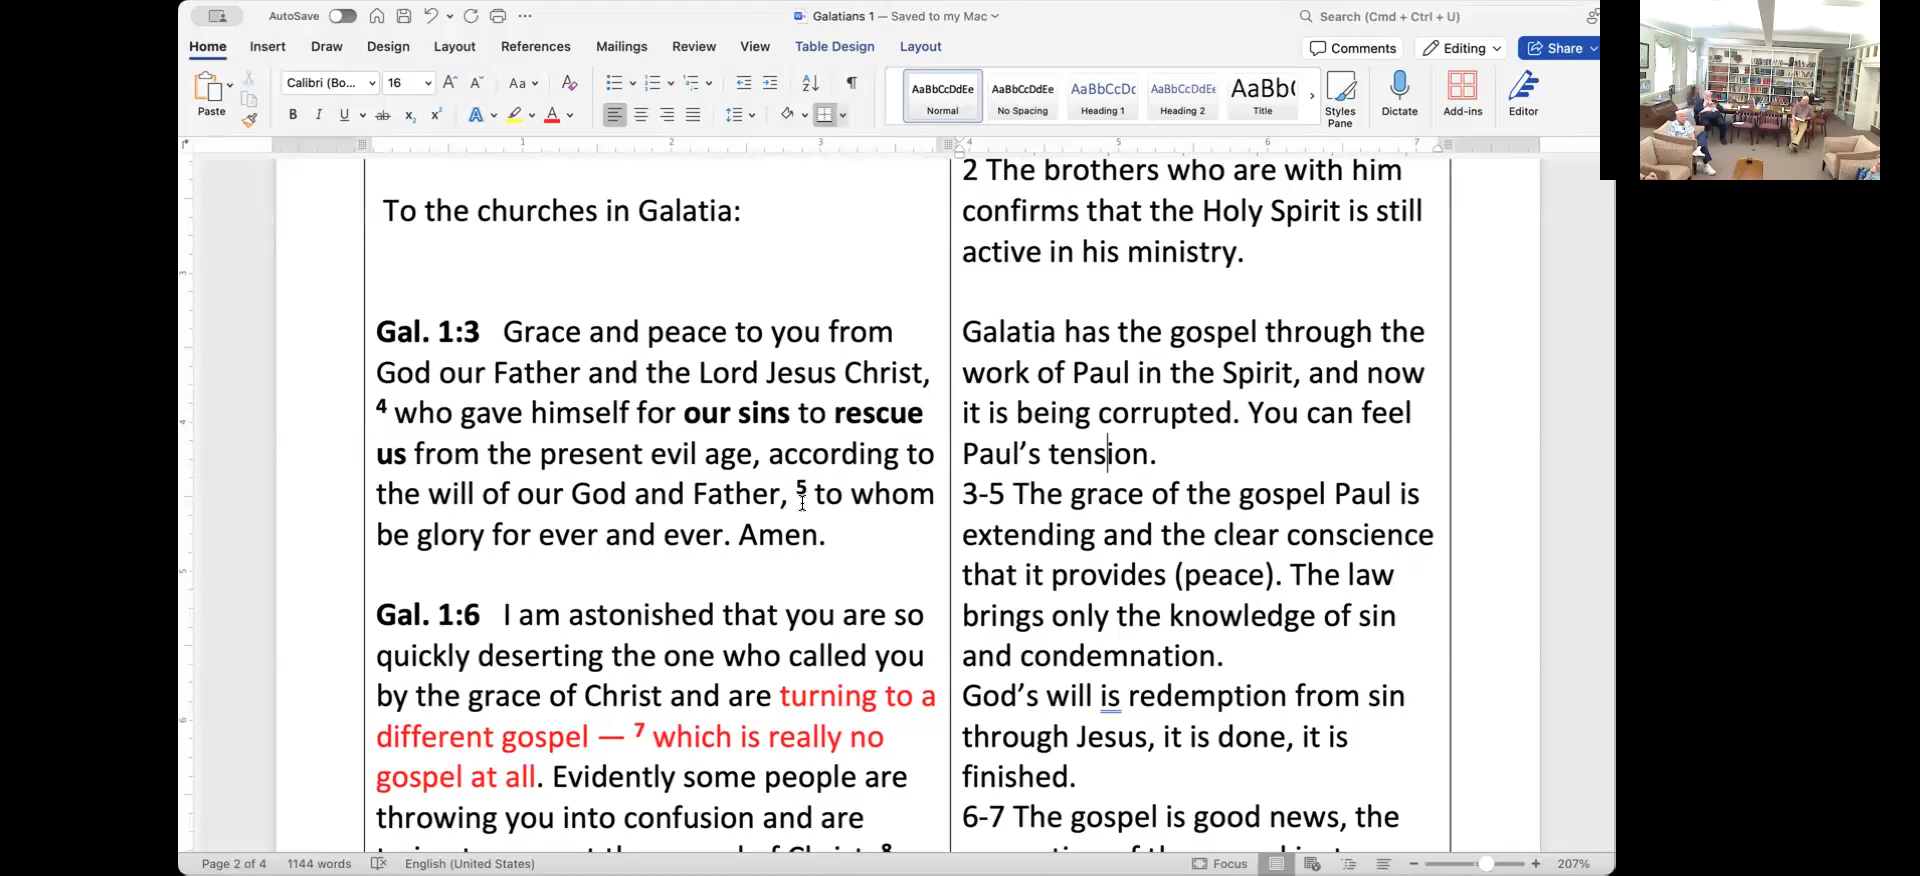 AutoSave
Galatians 1 — Saved to my Mac
Search (Cmd + Ctrl + U)
Home Insert Draw Design Layout References Mailings Review View Table Design Layout
Comments Editing Share
Paste
Calibri (Bo... 16
AaBbCcDdEe AaBbCcDdEe AaBbCcDc AaBbCcDdEe AaBb(
Normal No Spacing Heading 1 Heading 2 Title
Styles Pane
Dictate
Add-ins
Editor
1 2 3 4 5 6 7
To the churches in Galatia:
Gal. 1:3 Grace and peace to you from
God our Father and the Lord Jesus Christ,
4 who gave himself for our sins to rescue
us from the present evil age, according to
the will of our God and Father, 5 to whom
be glory for ever and ever. Amen.
Gal. 1:6 I am astonished that you are so
quickly deserting the one who called you
by the grace of Christ and are turning to a
different gospel — 7 which is really no
gospel at all. Evidently some people are
throwing you into confusion and are
2 The brothers who are with him
confirms that the Holy Spirit is still
active in his ministry.
Galatia has the gospel through the
work of Paul in the Spirit, and now
it is being corrupted. You can feel
Paul’s tension.
3-5 The grace of the gospel Paul is
extending and the clear conscience
that it provides (peace). The law
brings only the knowledge of sin
and condemnation.
God’s will is redemption from sin
through Jesus, it is done, it is
finished.
6-7 The gospel is good news, the
Page 2 of 4 1144 words English (United States) Focus 207%